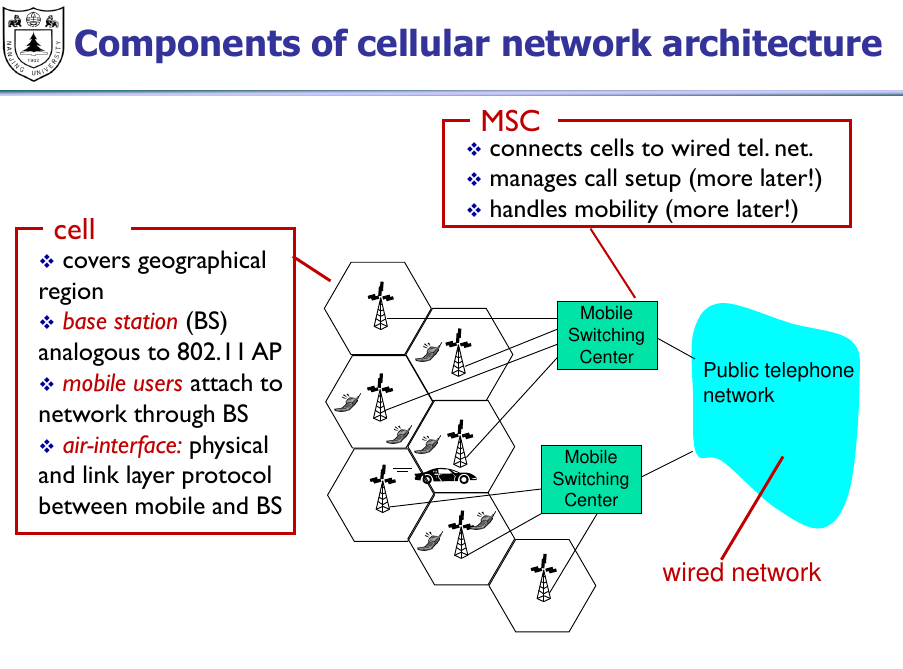 NANJING UNIVERSITY
1902
Components of cellular network architecture
MSC
❖ connects cells to wired tel. net.
❖ manages call setup (more later!)
❖ handles mobility (more later!)
cell
❖ covers geographical
region
❖ base station (BS)
analogous to 802.11 AP
❖ mobile users attach to
network through BS
❖ air-interface: physical
and link layer protocol
between mobile and BS
Mobile
Switching
Center
Public telephone
network
Mobile
Switching
Center
wired network